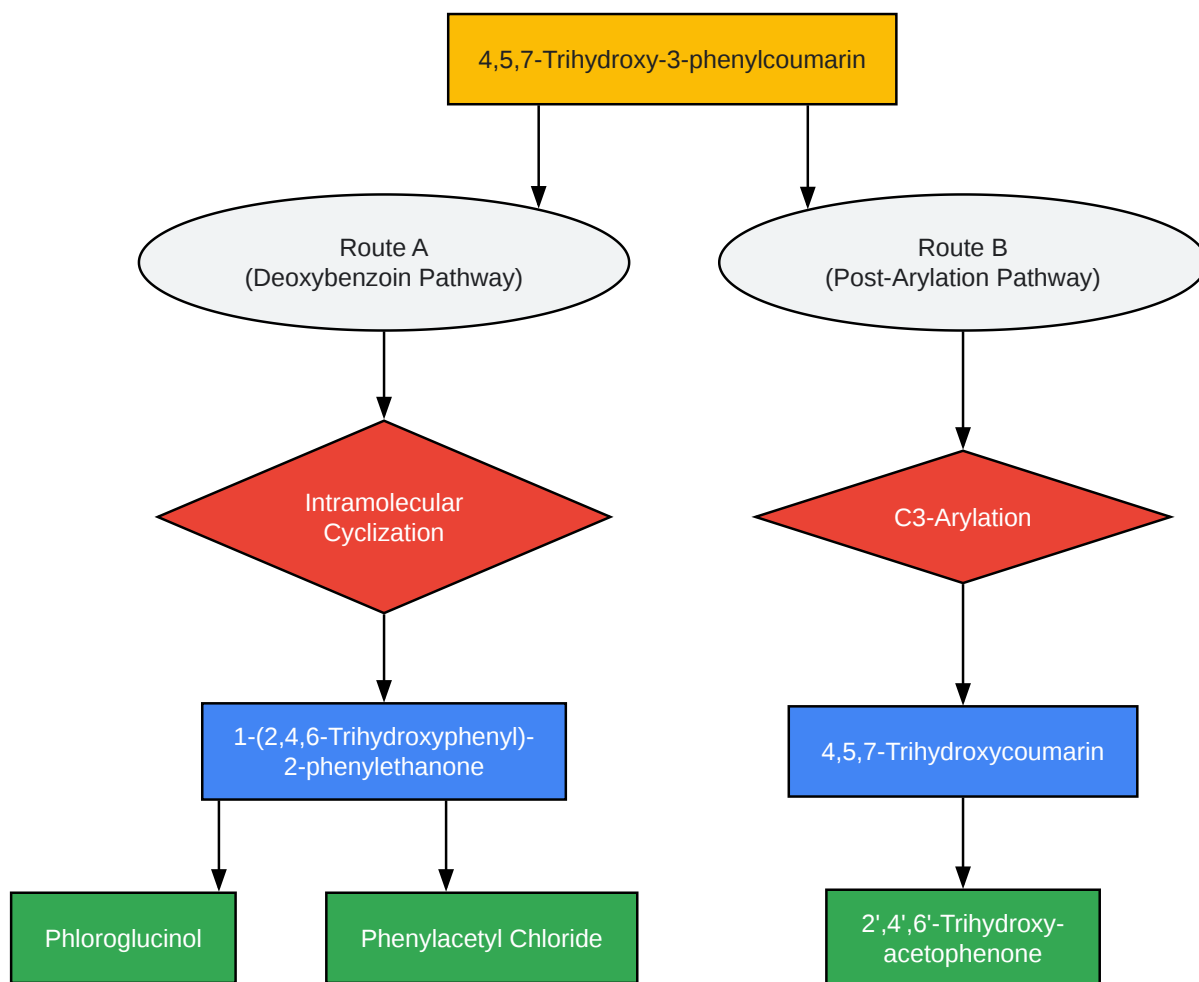 4,5,7-Trihydroxy-3-phenylcoumarin
Route A
(Deoxybenzoin Pathway)
Route B
(Post-Arylation Pathway)
Intramolecular
Cyclization
C3-Arylation
1-(2,4,6-Trihydroxyphenyl)-
2-phenylethanone
4,5,7-Trihydroxycoumarin
Phloroglucinol
Phenylacetyl Chloride
2',4',6'-Trihydroxy-
acetophenone